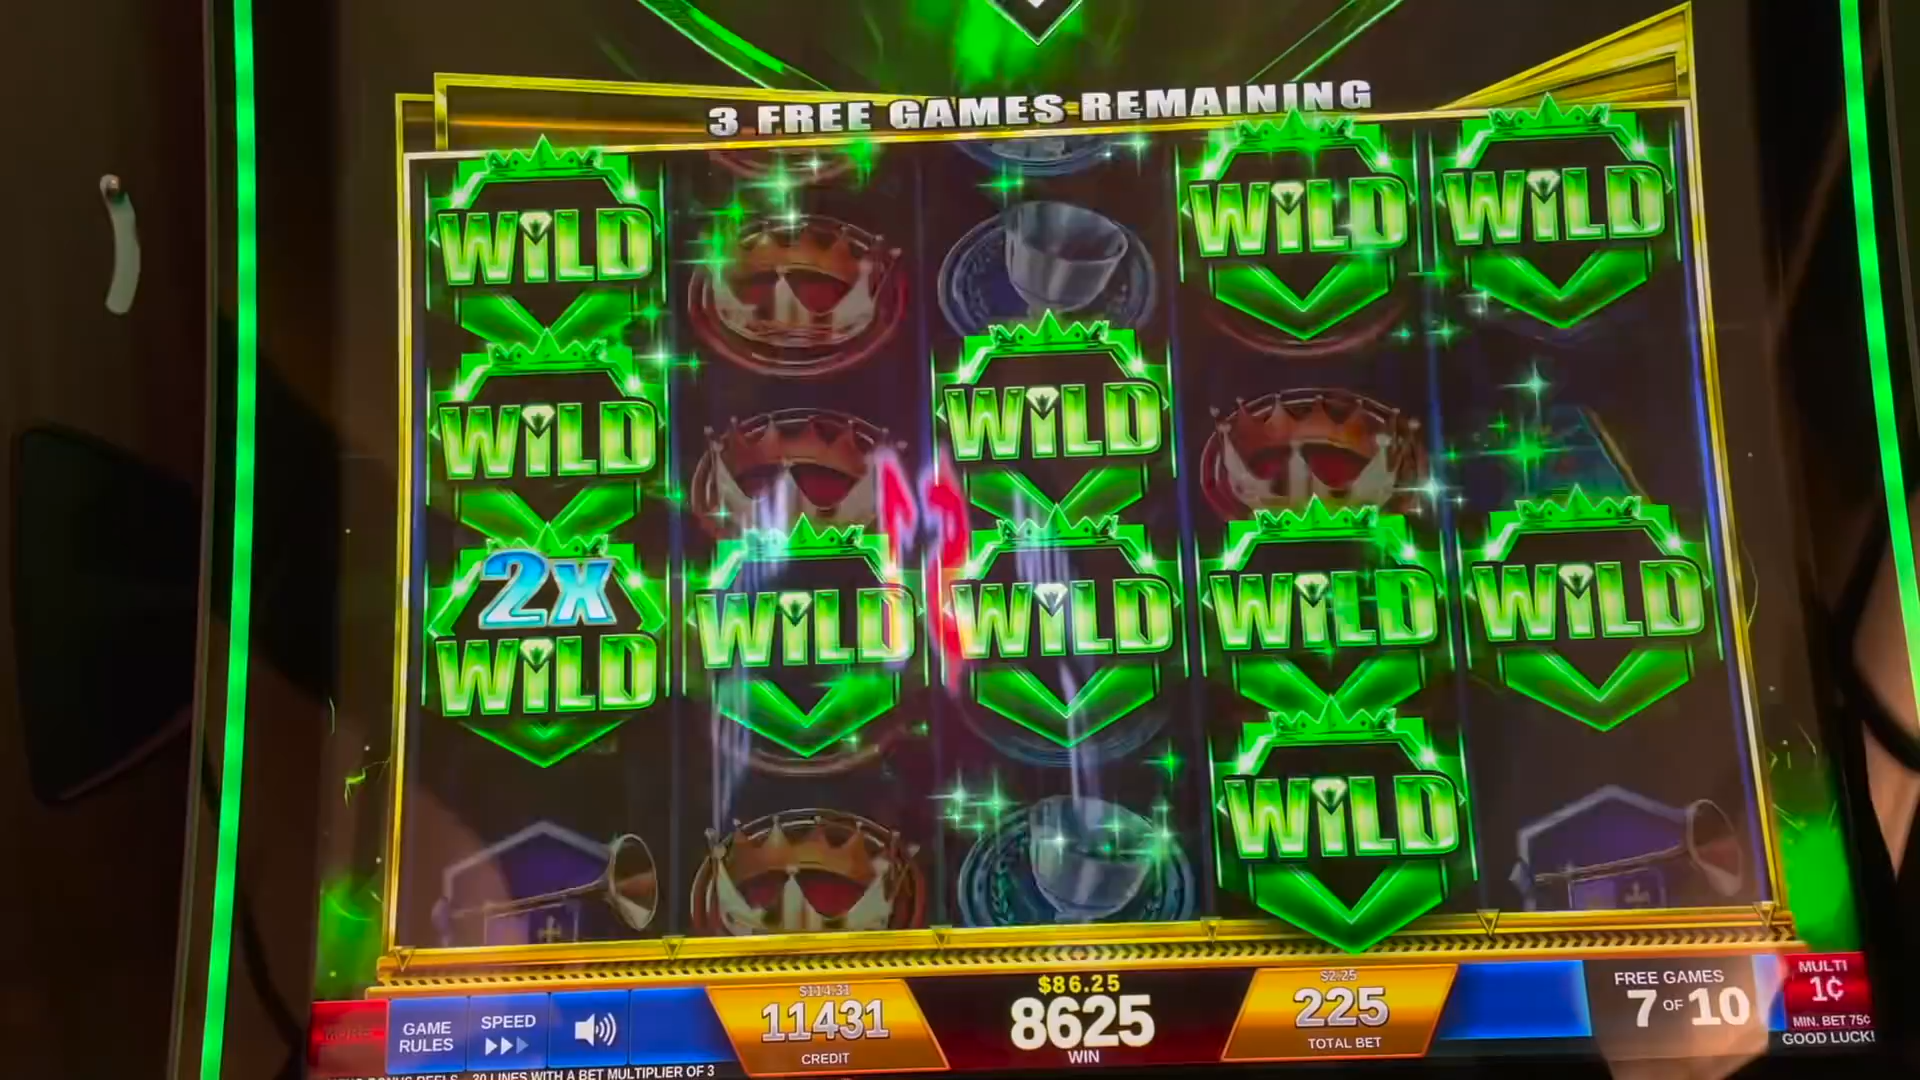 3 FREE GAMES REMAINING
WILD
WILD
WILD
WILD
WILD
2x
WILD
WILD
WILD
WILD
WILD
WILD
GAME RULES
SPEED
$114.31
11431
CREDIT
$86.25
8625
WIN
$2.25
225
TOTAL BET
FREE GAMES
7 OF 10
MULTI
1¢
MIN. BET 75¢
GOOD LUCK!
BONUS REELS - 30 LINES WITH A BET MULTIPLIER OF 3